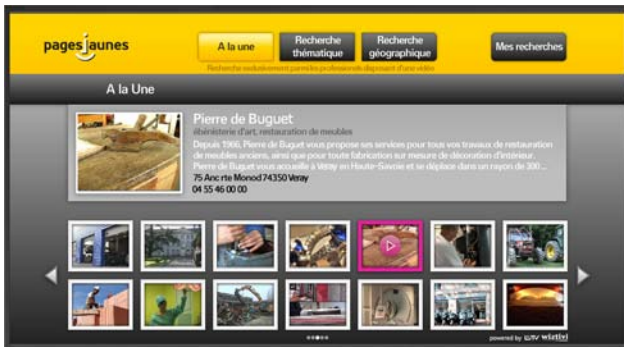 pagesjaunes
A la une
Recherche
thématique
Recherche
géographique
Mes recherches
Recherche exclusivement parmi les professionnels disposant d'une vidéo
A la Une
Pierre de Buguet
ébénisterie d'art, restauration de meubles
Depuis 1966, Pierre de Buguet vous propose ses services pour tous vos travaux de restauration
de meubles anciens, ainsi que pour toute fabrication sur mesure de décoration d'intérieur.
Pierre de Buguet vous accueille à Veray en Haute-Savoie et se déplace dans un rayon de 300...
75 Anc rte Monod 74350 Veray
04 55 46 00 00
powered by wiztivi